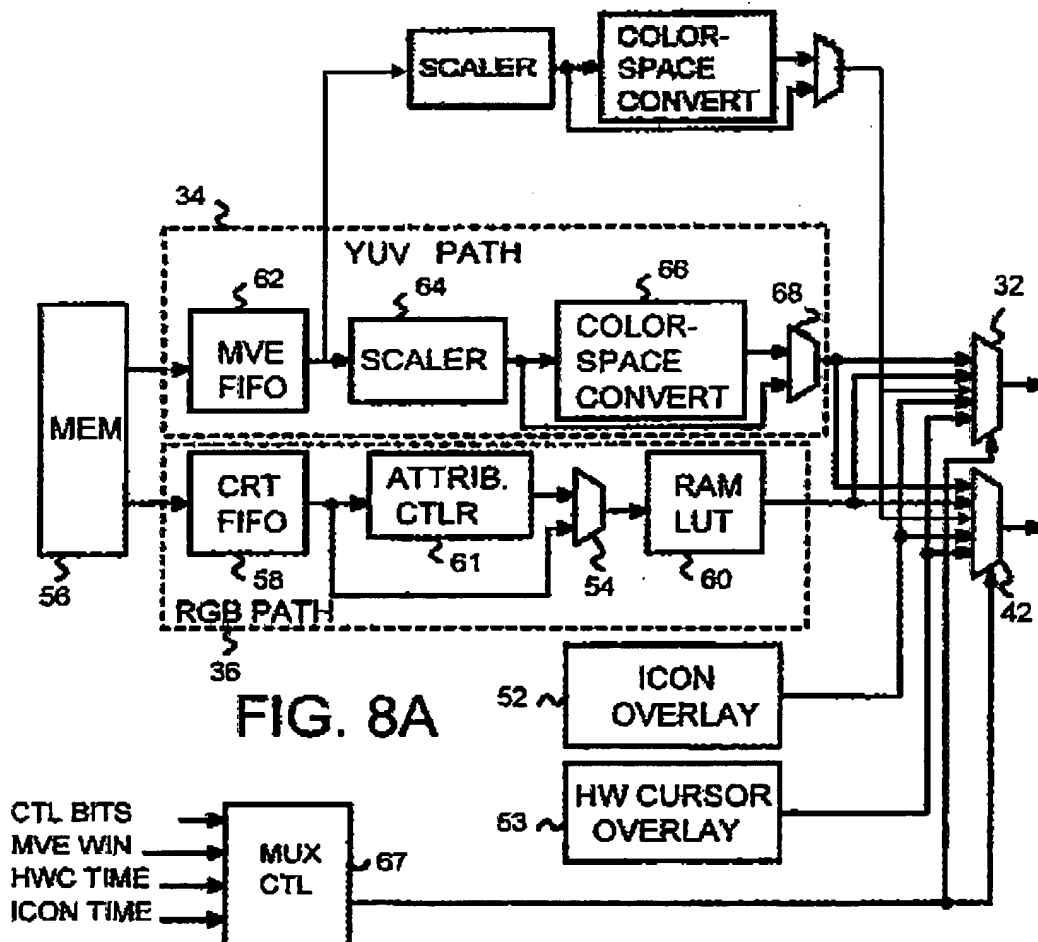 SCALER
COLOR-
SPACE
CONVERT
34
YUV PATH
62
64
66
68
32
MVE
FIFO
SCALER
COLOR-
SPACE
CONVERT
MEM
CRT
FIFO
ATTRIB.
CTLR
RAM
LUT
56
58
61
54
60
42
RGB PATH
36
FIG. 8A
52
ICON
OVERLAY
53
HW CURSOR
OVERLAY
CTL BITS
MVE WIN
HWC TIME
ICON TIME
MUX
CTL
67